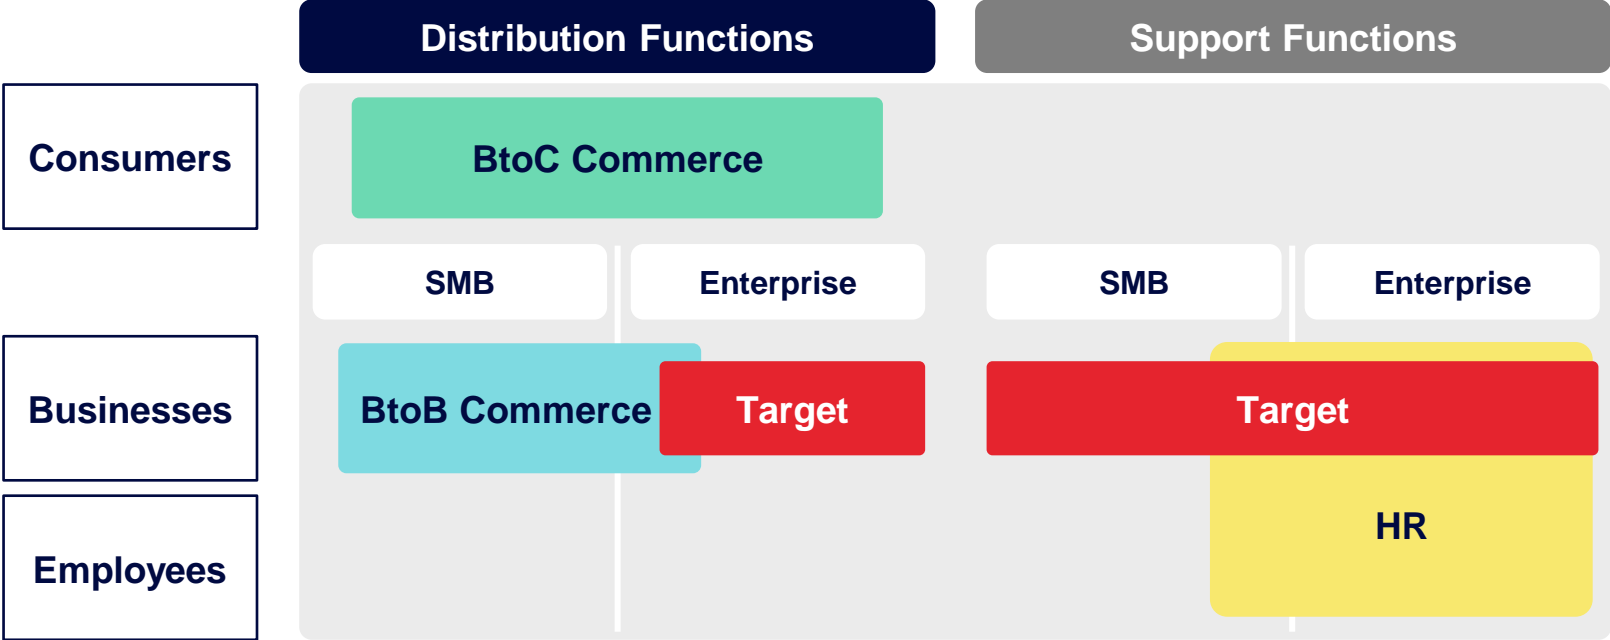 Distribution Functions
Support Functions
Consumers
BtoC Commerce
SMB
Enterprise
SMB
Enterprise
Businesses
BtoB Commerce
Target
Target
HR
Employees